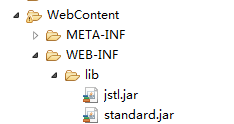 WebContent
META-INF
WEB-INF
lib
jstl.jar
standard.jar